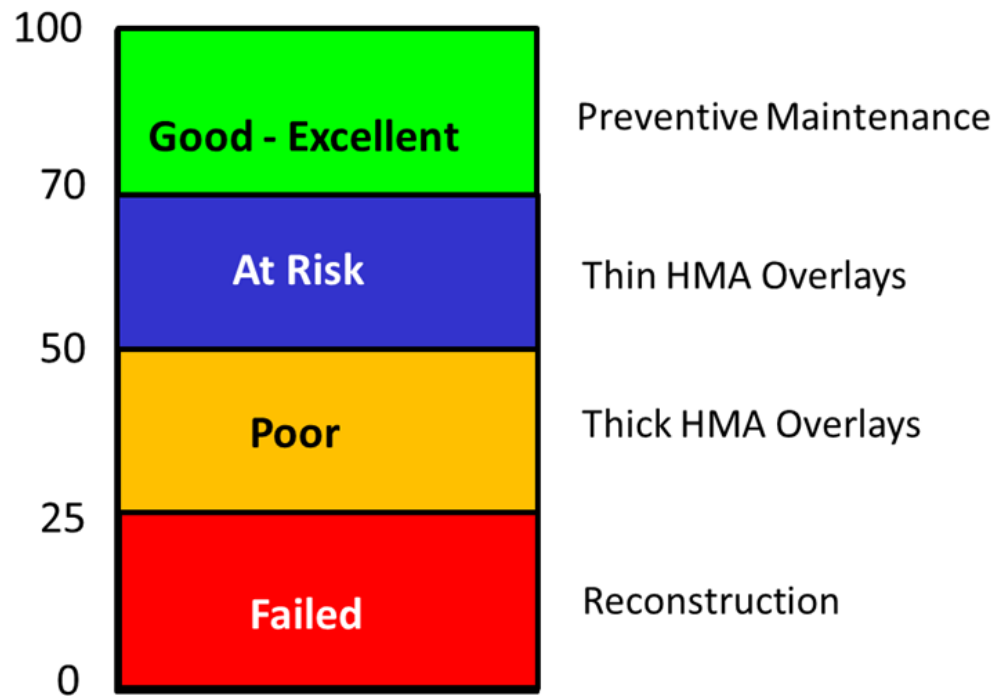 100
Good - Excellent
Preventive Maintenance
70
At Risk
Thin HMA Overlays
50
Poor
Thick HMA Overlays
25
Failed
Reconstruction
0